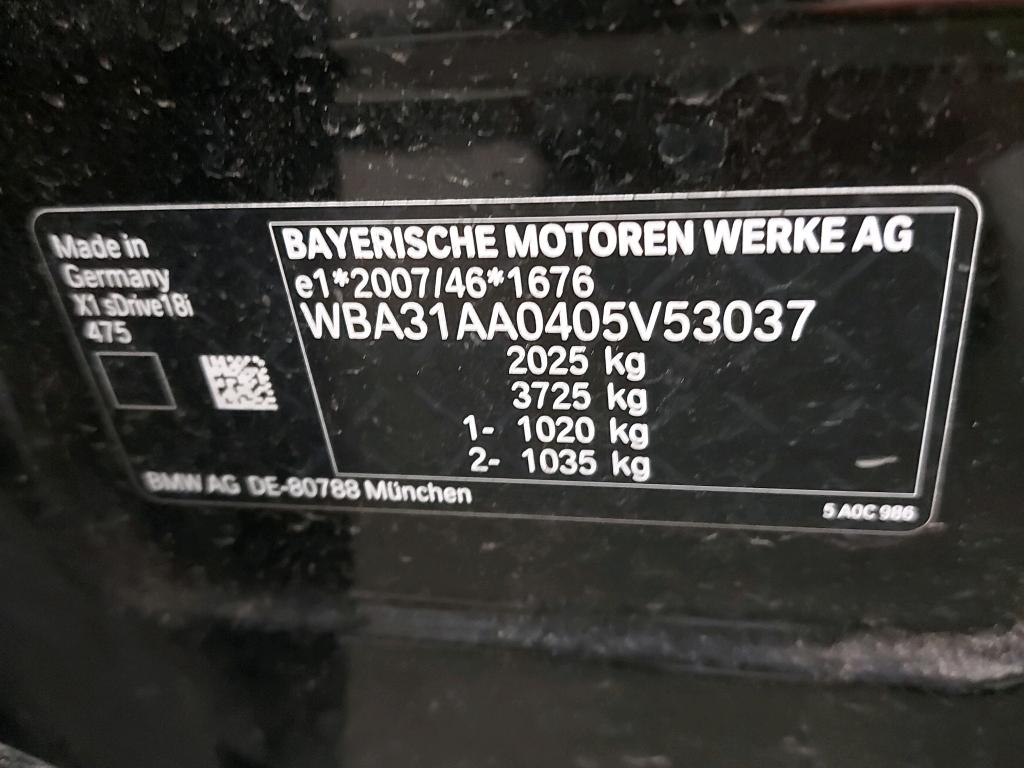 Made in
Germany
X1 sDrive18i
475
BAYERISCHE MOTOREN WERKE AG
e1*2007/46*1676
WBA31AA0405V53037
2025 kg
3725 kg
1- 1020 kg
2- 1035 kg
BMW AG DE-80788 München
5 A0C 986